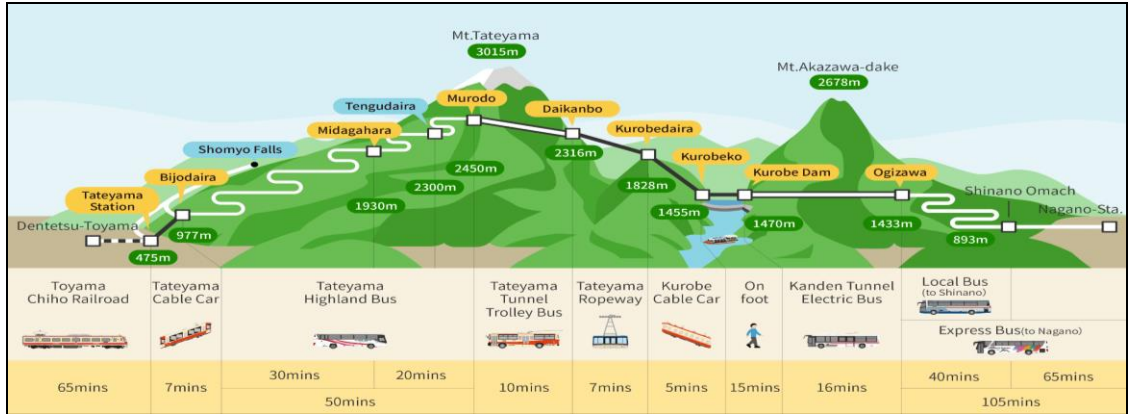 Mt.Tateyama
3015m
Mt.Akazawa-dake
2678m
Tengudaira
Murodo
Daikanbo
Midagahara
Kurobedaira
Shomyo Falls
Kurobeko
Kurobe Dam
Ogizawa
Bijodaira
Tateyama
Station
Shinano Omach
Dentetsu-Toyama
Nagano-Sta.
2450m
2316m
2300m
1828m
1930m
1455m
1470m
1433m
893m
977m
475m
Toyama
Chiho Railroad
Tateyama
Cable Car
Tateyama
Highland Bus
Tateyama
Tunnel
Trolley Bus
Tateyama
Ropeway
Kurobe
Cable Car
On
foot
Kanden Tunnel
Electric Bus
Local Bus
(to Shinano)
Express Bus(to Nagano)
65mins
7mins
30mins
20mins
50mins
10mins
7mins
5mins
15mins
16mins
40mins
65mins
105mins